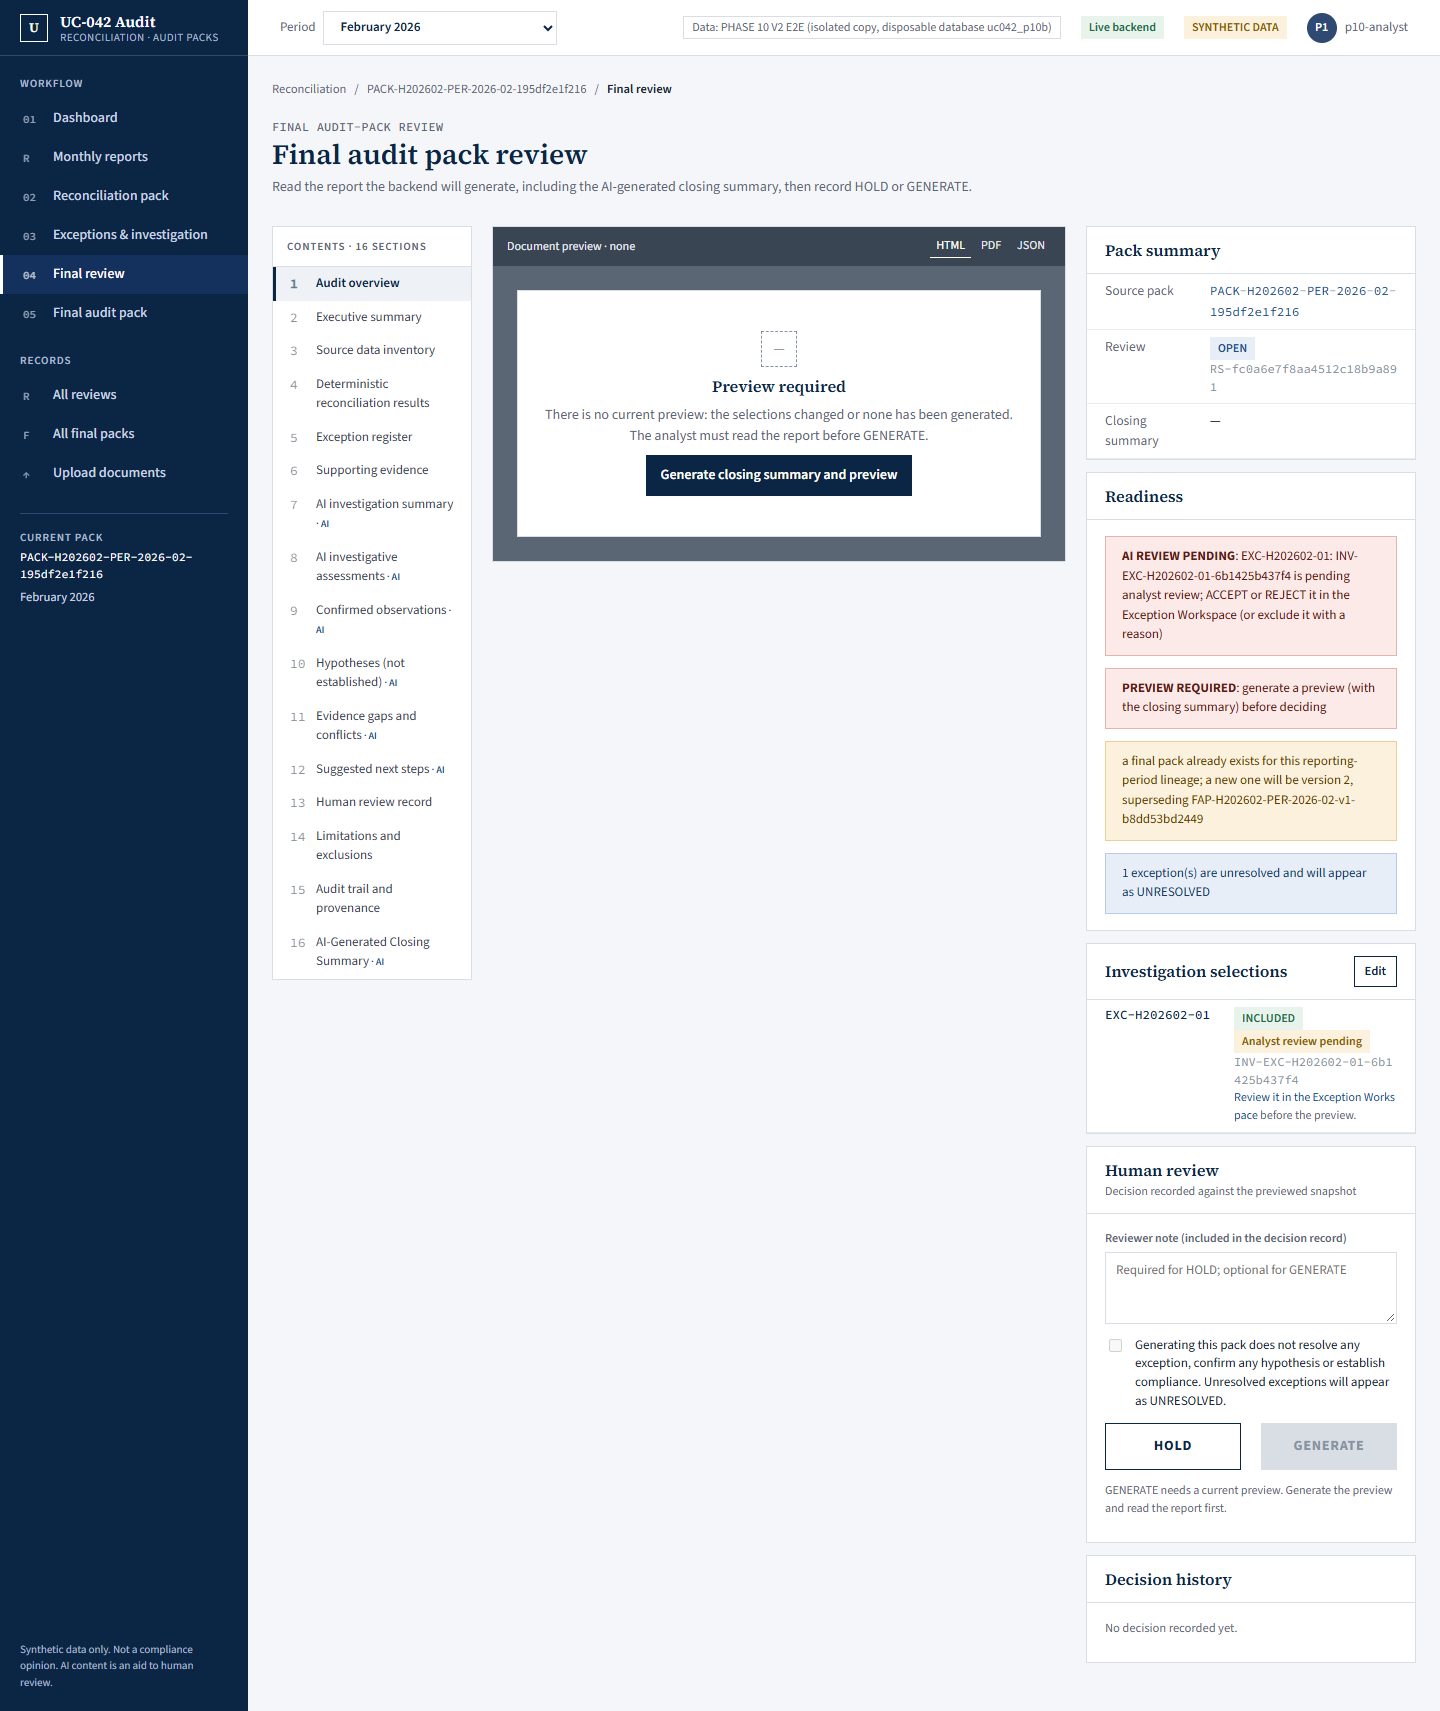 U
UC-042 Audit
RECONCILIATION · AUDIT PACKS
WORKFLOW
01 Dashboard
R Monthly reports
02 Reconciliation pack
03 Exceptions & investigation
04 Final review
05 Final audit pack
RECORDS
R All reviews
F All final packs
↑ Upload documents
CURRENT PACK
PACK-H202602-PER-2026-02-
195df2e1f216
February 2026
Synthetic data only. Not a compliance
opinion. AI content is an aid to human
review.
Period February 2026
Data: PHASE 10 V2 E2E (isolated copy, disposable database uc042_p10b)
Live backend
SYNTHETIC DATA
P1 p10-analyst
Reconciliation / PACK-H202602-PER-2026-02-195df2e1f216 / Final review
FINAL AUDIT-PACK REVIEW
Final audit pack review
Read the report the backend will generate, including the AI-generated closing summary, then record HOLD or GENERATE.
CONTENTS · 16 SECTIONS
1 Audit overview
2 Executive summary
3 Source data inventory
4 Deterministic
reconciliation results
5 Exception register
6 Supporting evidence
7 AI investigation summary
· AI
8 AI investigative
assessments · AI
9 Confirmed observations ·
AI
10 Hypotheses (not
established) · AI
11 Evidence gaps and
conflicts · AI
12 Suggested next steps · AI
13 Human review record
14 Limitations and
exclusions
15 Audit trail and
provenance
16 AI-Generated Closing
Summary · AI
Document preview · none
HTML PDF JSON
—
Preview required
There is no current preview: the selections changed or none has been generated.
The analyst must read the report before GENERATE.
Generate closing summary and preview
Pack summary
Source pack PACK-H202602-PER-2026-02-
195df2e1f216
Review OPEN
RS-fc0a6e7f8aa4512c18b9a89
1
Closing —
summary
Readiness
AI REVIEW PENDING: EXC-H202602-01: INV-
EXC-H202602-01-6b1425b437f4 is pending
analyst review; ACCEPT or REJECT it in the
Exception Workspace (or exclude it with a
reason)
PREVIEW REQUIRED: generate a preview (with
the closing summary) before deciding
a final pack already exists for this reporting-
period lineage; a new one will be version 2,
superseding FAP-H202602-PER-2026-02-v1-
b8dd53bd2449
1 exception(s) are unresolved and will appear
as UNRESOLVED
Investigation selections
Edit
EXC-H202602-01 INCLUDED
Analyst review pending
INV-EXC-H202602-01-6b1
425b437f4
Review it in the Exception Works
pace before the preview.
Human review
Decision recorded against the previewed snapshot
Reviewer note (included in the decision record)
Required for HOLD; optional for GENERATE
Generating this pack does not resolve any
exception, confirm any hypothesis or establish
compliance. Unresolved exceptions will appear
as UNRESOLVED.
HOLD GENERATE
GENERATE needs a current preview. Generate the preview
and read the report first.
Decision history
No decision recorded yet.